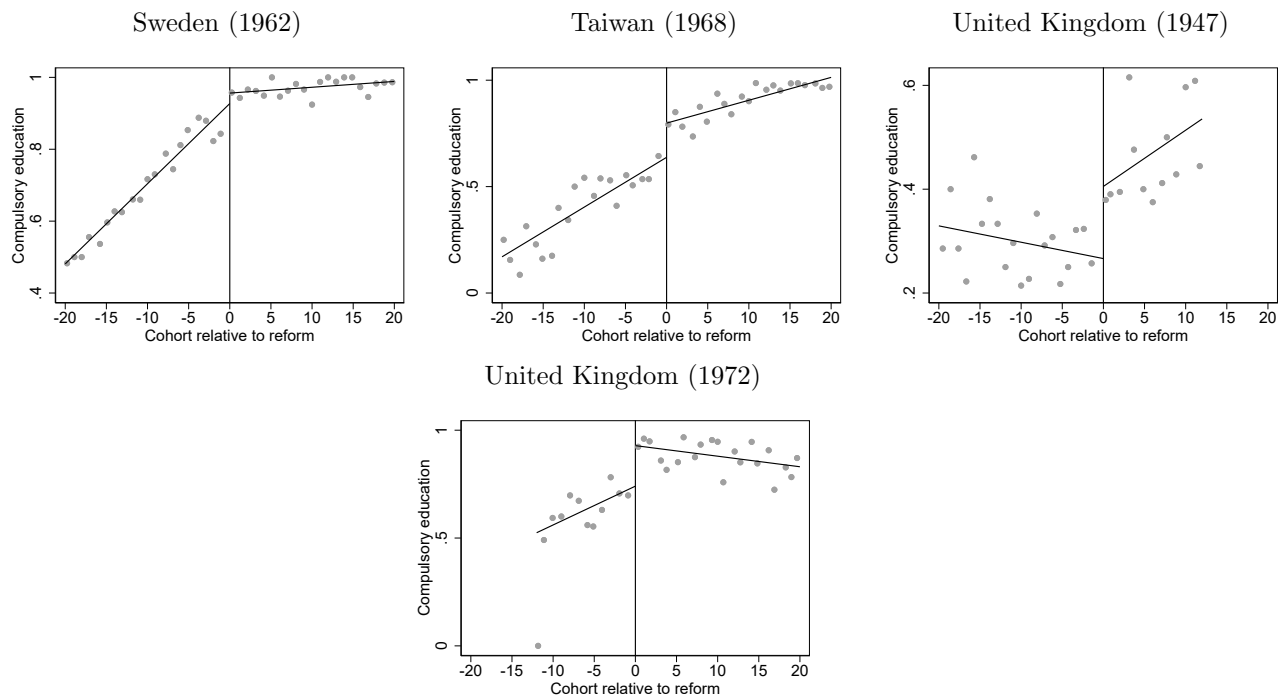 Sweden (1962)
Taiwan (1968)
United Kingdom (1947)
Compulsory education
1
.8
.6
.4
-20 -15 -10 -5 0 5 10 15 20
Cohort relative to reform
Compulsory education
1
.5
0
-20 -15 -10 -5 0 5 10 15 20
Cohort relative to reform
Compulsory education
.6
.4
.2
-20 -15 -10 -5 0 5 10 15 20
Cohort relative to reform
United Kingdom (1972)
Compulsory education
1
.5
0
-20 -15 -10 -5 0 5 10 15 20
Cohort relative to reform